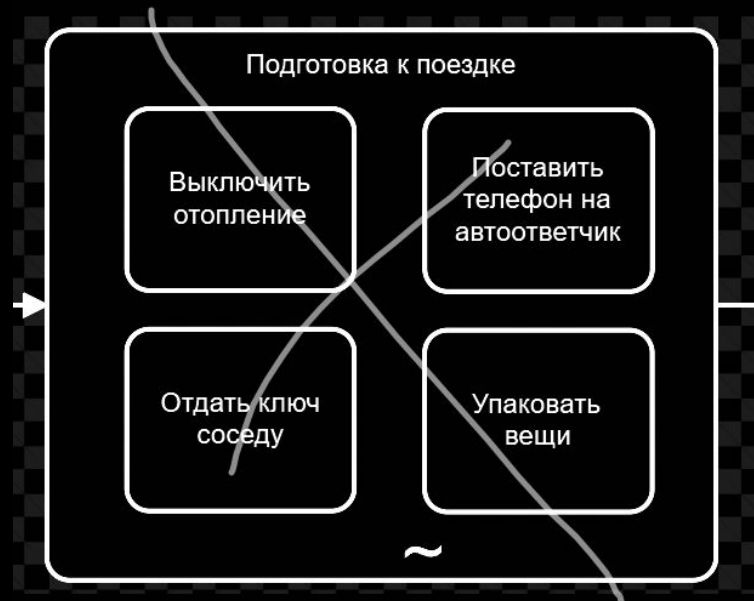 Подготовка к поездке
Выключить
отопление
Поставить
телефон на
автоответчик
Отдать ключ
соседу
Упаковать
вещи
~